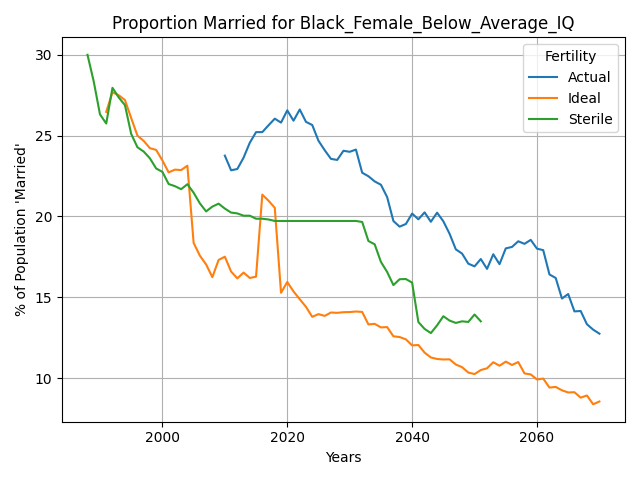 Proportion Married for Black_Female_Below_Average_IQ
% of Population 'Married'
30
25
20
15
10
Fertility
Actual
Ideal
Sterile
2000
2020
2040
2060
Years